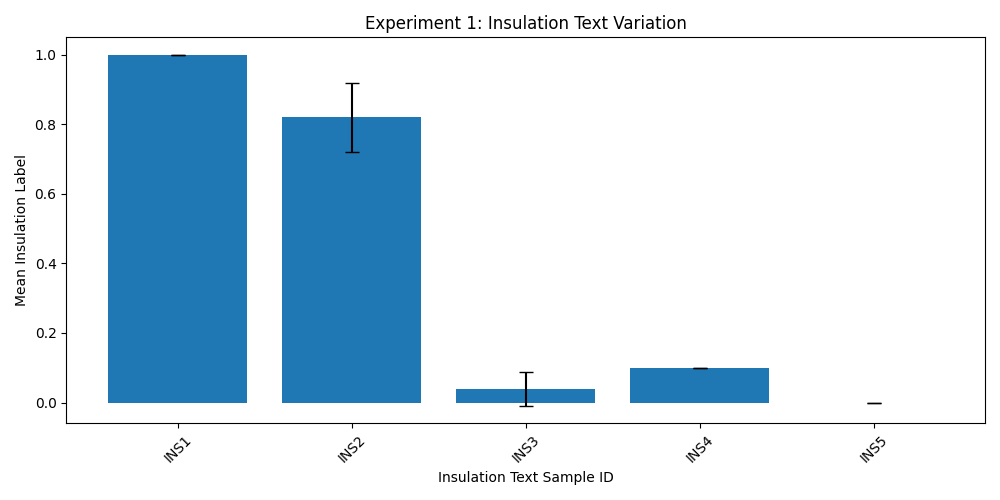 Experiment 1: Insulation Text Variation
Mean Insulation Label
1.0
0.8
0.6
0.4
0.2
0.0
INS1
INS2
INS3
INS4
INS5
Insulation Text Sample ID